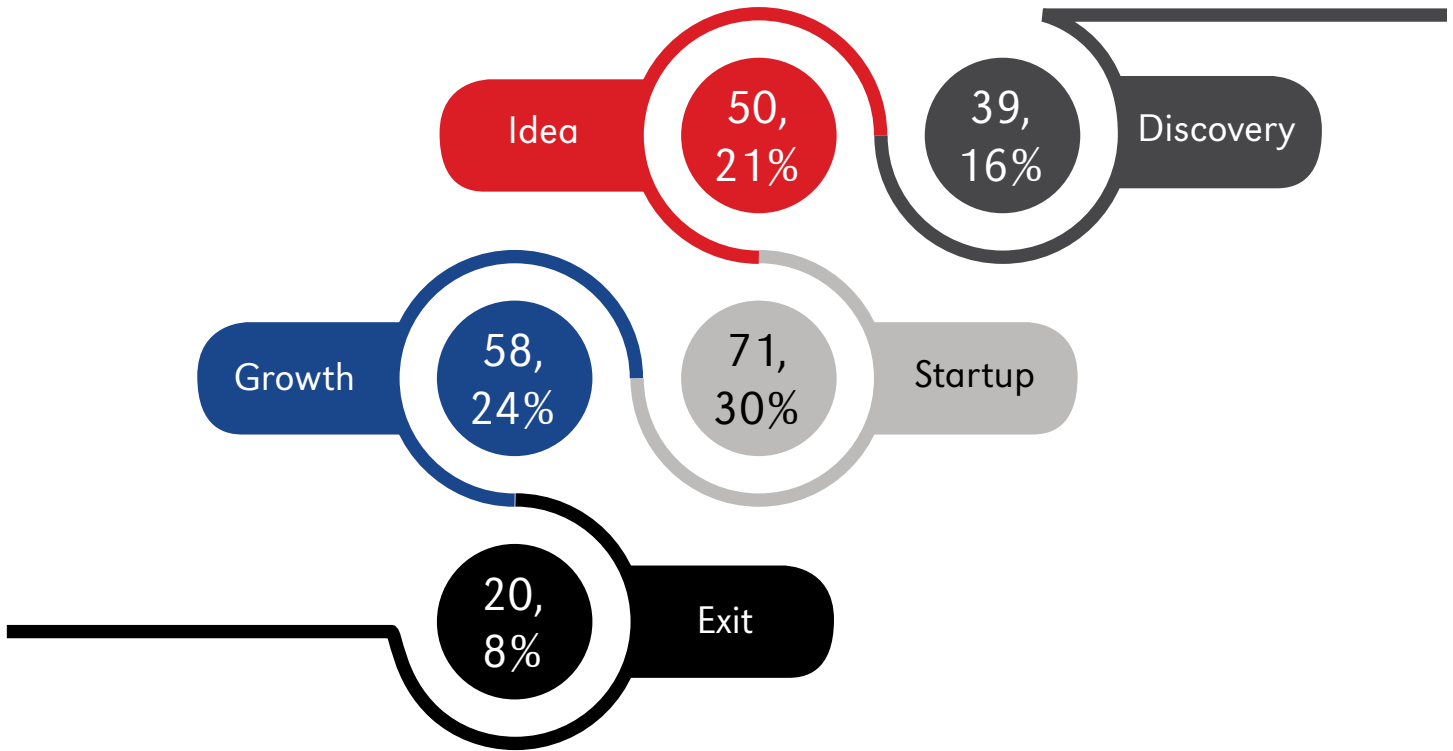 Idea
50,
21%
39,
16%
Discovery
Growth
58,
24%
71,
30%
Startup
20,
8%
Exit